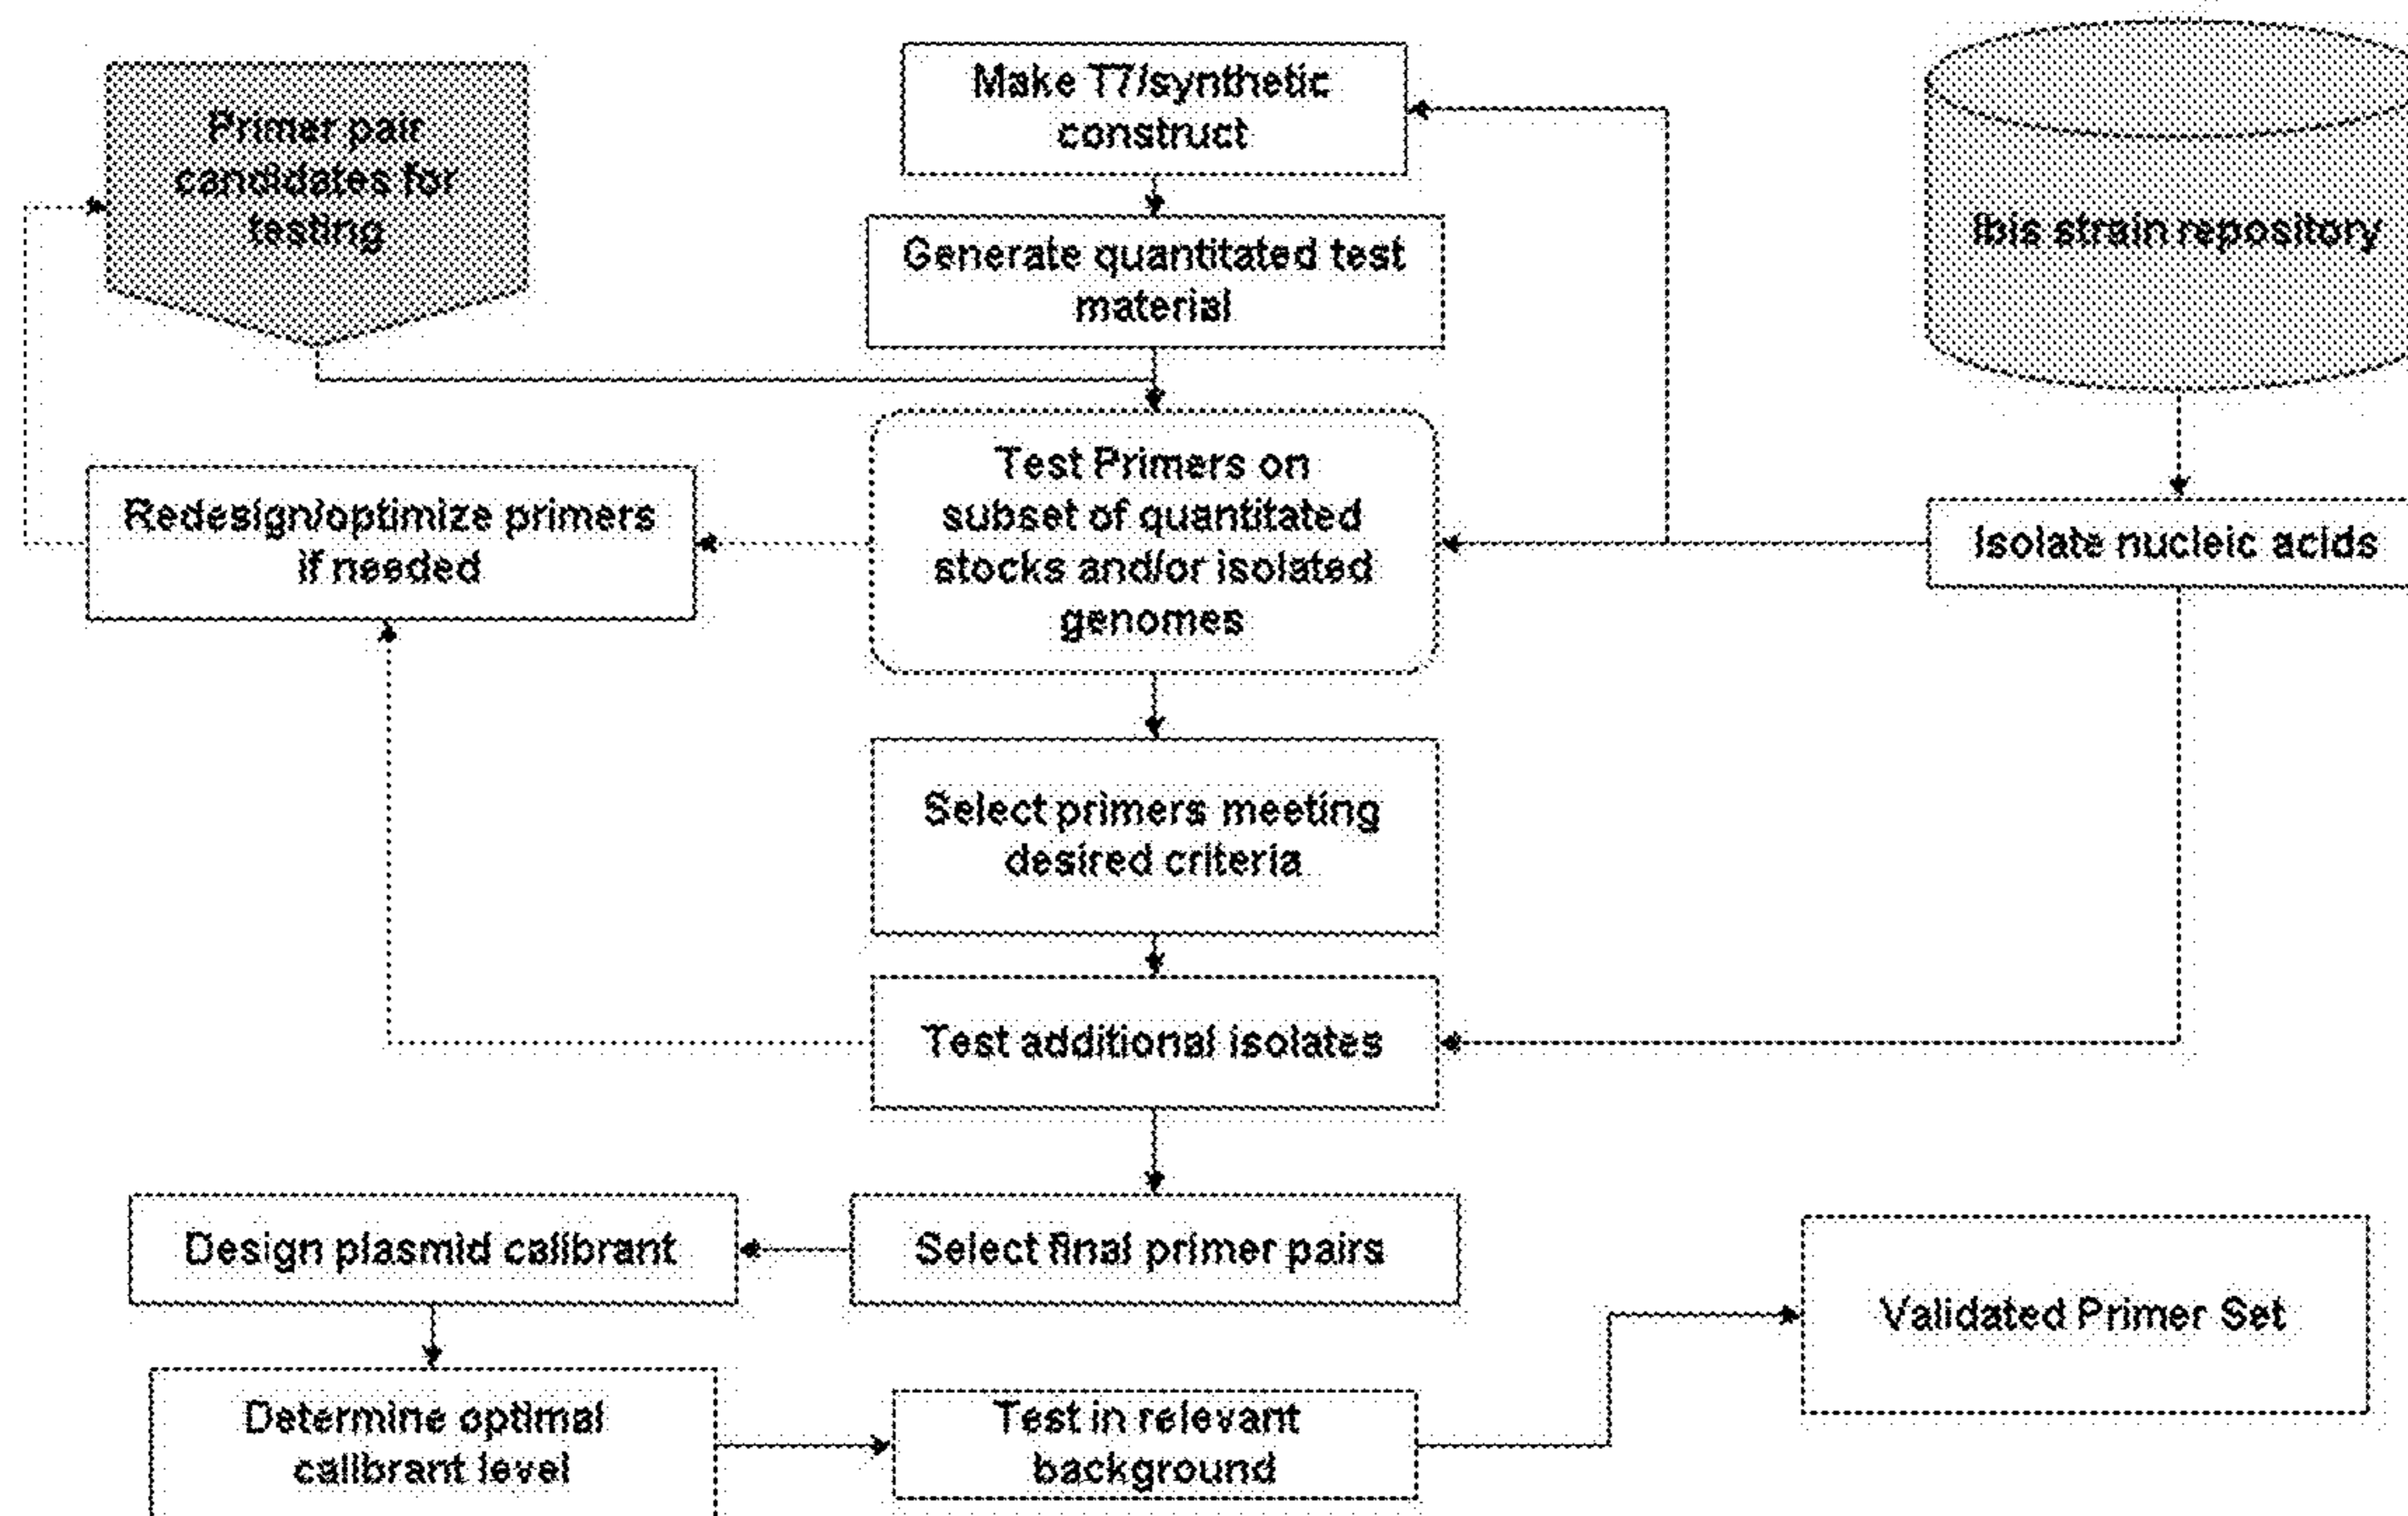 Primer pair
candidates for
testing
Make T7/synthetic
construct
Ibis strain repository
Generate quantitated test
material
Redesign/optimize primers
if needed
Test Primers on
subset of quantitated
stocks and/or isolated
genomes
Isolate nucleic acids
Select primers meeting
desired criteria
Test additional isolates
Design plasmid calibrant
Select final primer pairs
Validated Primer Set
Determine optimal
calibrant level
Test in relevant
background